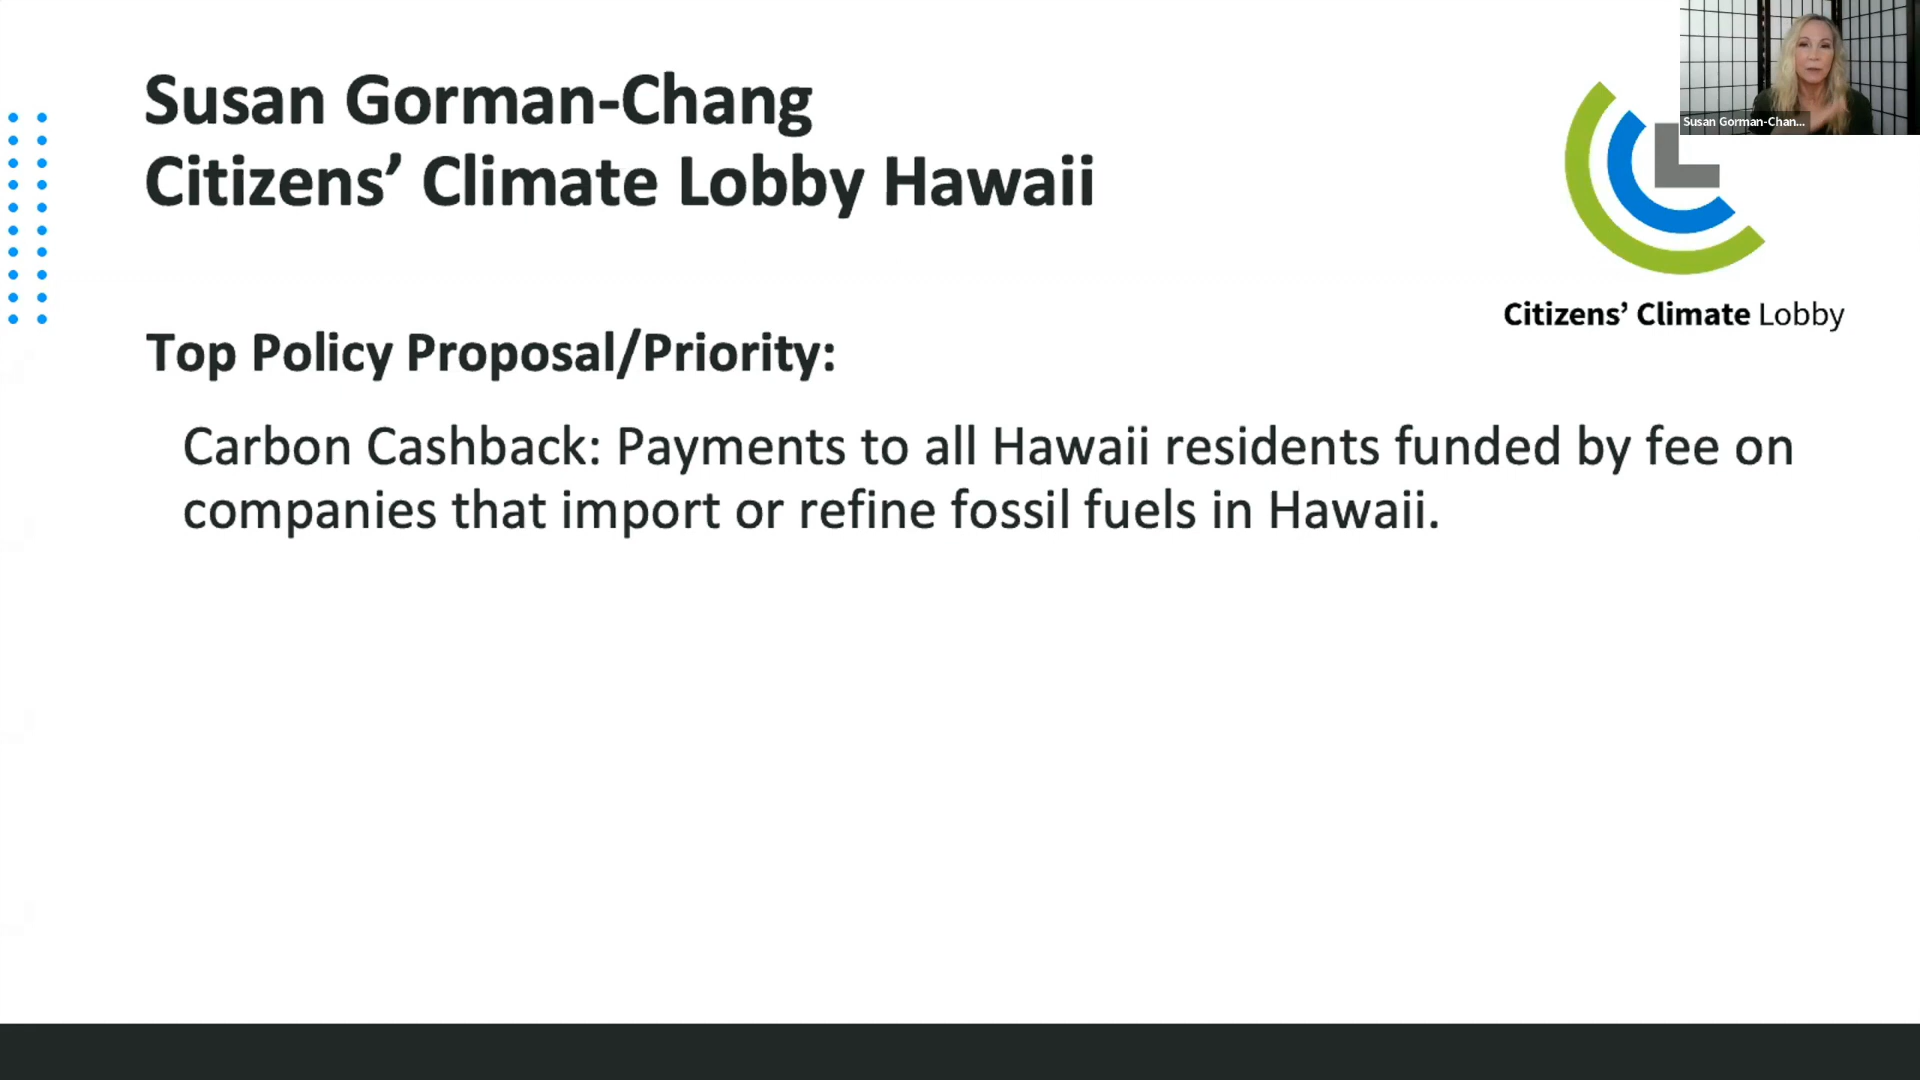 Susan Gorman-Chang
Citizens’ Climate Lobby Hawaii
Susan Gorman-Chan...
Citizens’ Climate Lobby
Top Policy Proposal/Priority:
Carbon Cashback: Payments to all Hawaii residents funded by fee on
companies that import or refine fossil fuels in Hawaii.